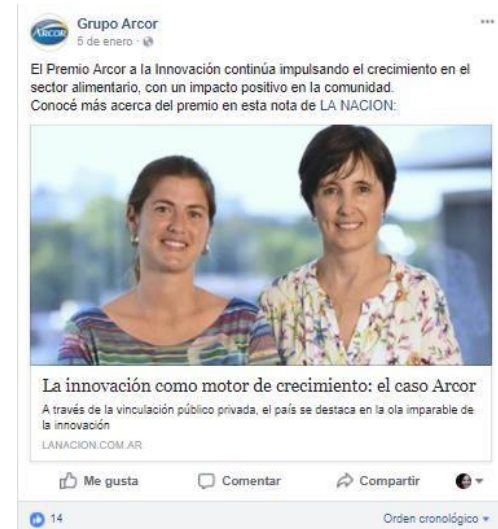 ARCOR
Grupo Arcor
5 de enero ·
El Premio Arcor a la Innovación continúa impulsando el crecimiento en el
sector alimentario, con un impacto positivo en la comunidad.
Conocé más acerca del premio en esta nota de LA NACION:
La innovación como motor de crecimiento: el caso Arcor
A través de la vinculación público privada, el país se destaca en la ola imparable de
la innovación
LANACION.COM.AR
Me gusta Comentar Compartir
14 Orden cronológico